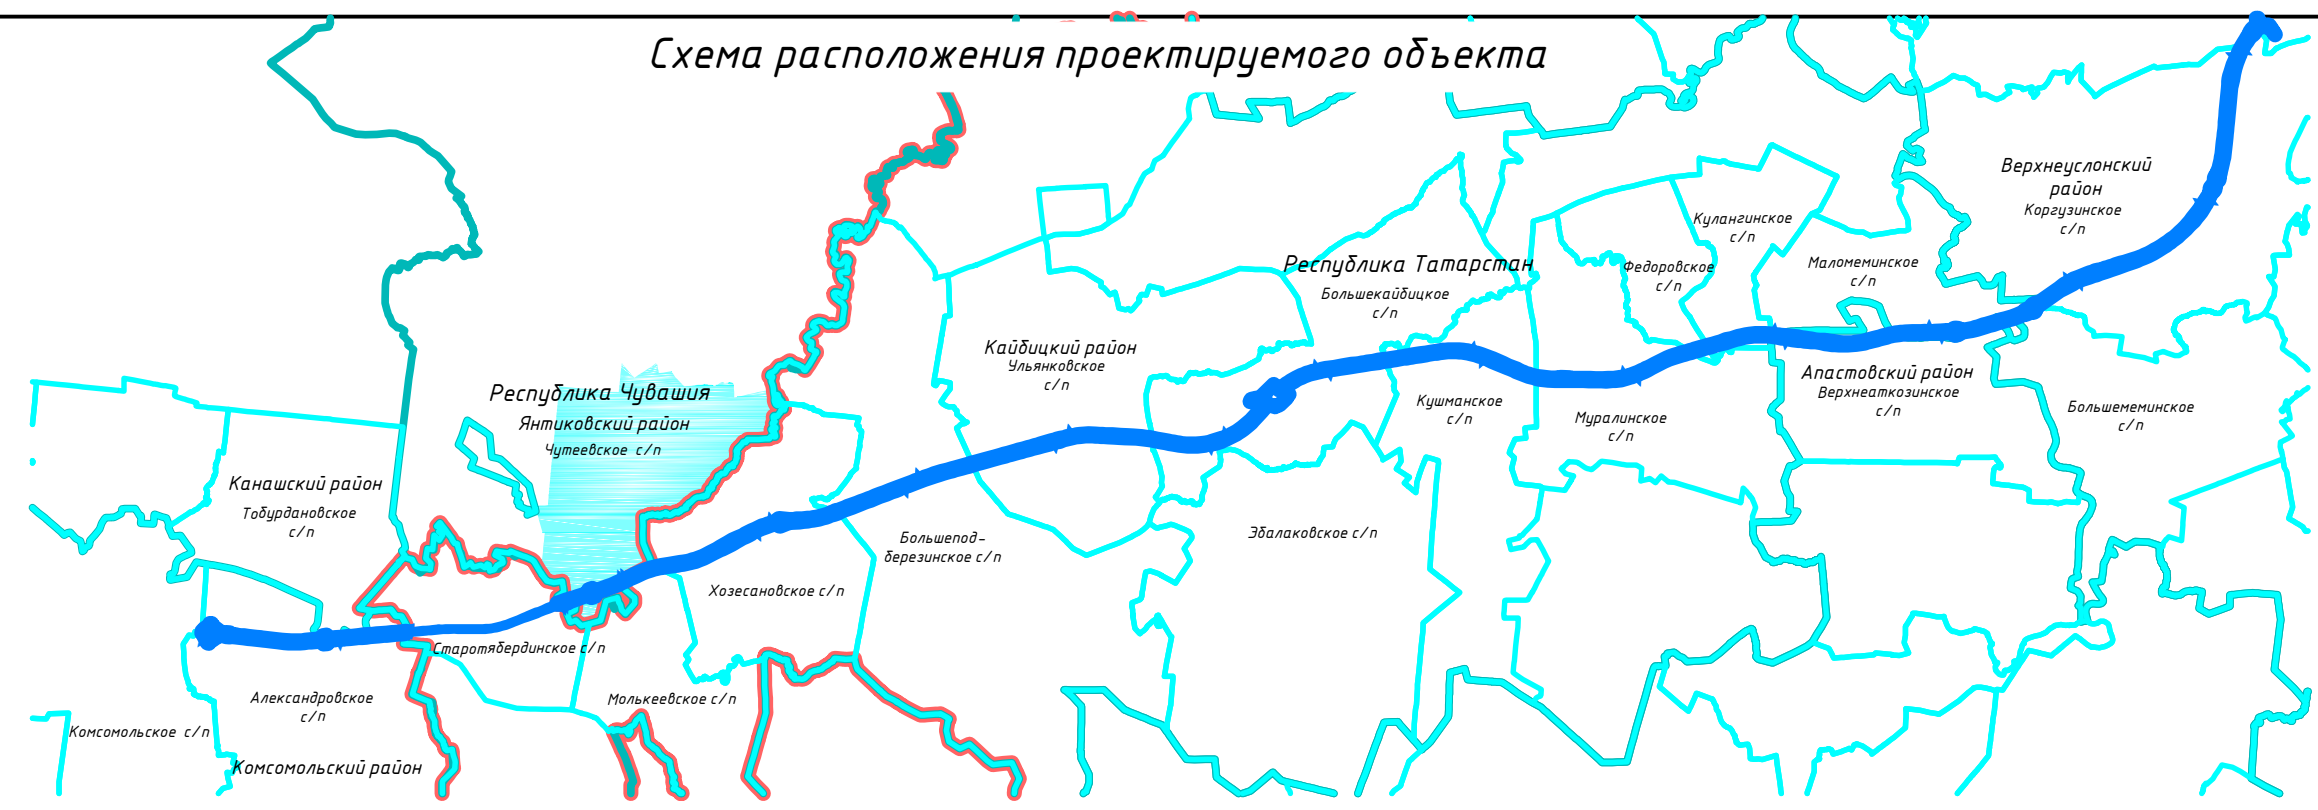 Схема расположения проектируемого объекта
Верхнеуслонский
район
Коргузинское
с/п
Кулангинское
с/п
Республика Татарстан
Большекайбицкое
с/п
Федоровское
с/п
Маломеминское
с/п
Кайбицкий район
Ульянковское
с/п
Апастовский район
Верхнеаткозинское
с/п
Республика Чувашия
Янтиковский район
Чутеевское с/п
Кушманское
с/п
Муралинское
с/п
Большемеминское
с/п
Канашский район
Тобурдановское
с/п
Большепод-
березинское с/п
Эбалаковское с/п
Хозесановское с/п
Старотябердинское с/п
Молькеевское с/п
Александровское
с/п
Комсомольское с/п
Комсомольский район